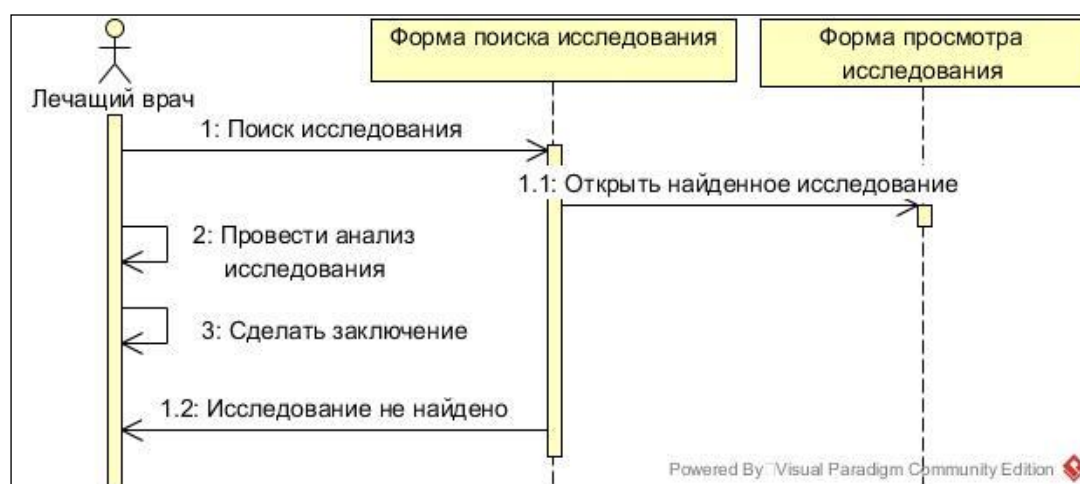 Форма поиска исследования
Форма просмотра
исследования
Лечащий врач
1: Поиск исследования
1.1: Открыть найденное исследование
2: Провести анализ
исследования
3: Сделать заключение
1.2: Исследование не найдено
Powered By Visual Paradigm Community Edition